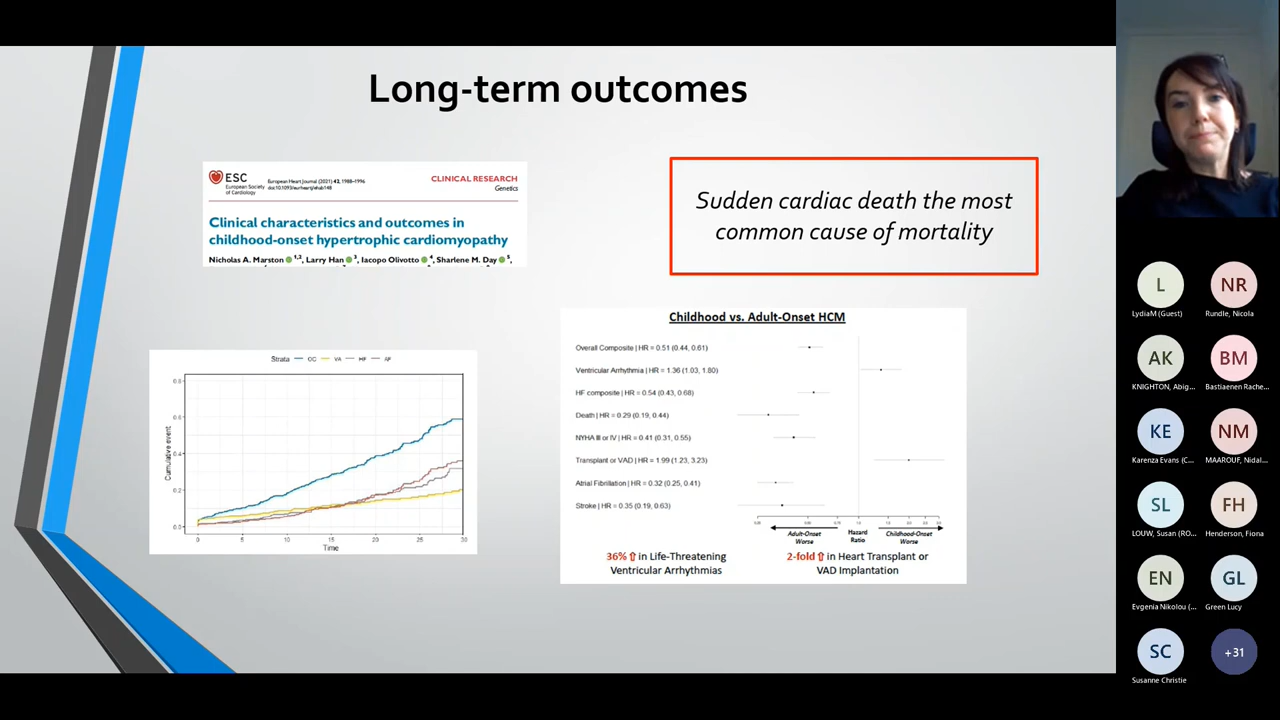 Long-term outcomes
ESC
European Society
of Cardiology
European Heart Journal (2021) 42, 1988–1996
CLINICAL RESEARCH
Genetics
Clinical characteristics and outcomes in
childhood-onset hypertrophic cardiomyopathy
Nicholas A. Marston 1,2, Larry Han 3, Iacopo Olivotto 4, Sharlene M. Day 5,
Sudden cardiac death the most
common cause of mortality
Strata OC VA HF AF
0.8
0.6
0.4
0.2
0.0
Cumulative event
0 5 10 15 20 25 30
Time
Childhood vs. Adult-Onset HCM
Overall Composite | HR = 0.51 (0.44, 0.61)
Ventricular Arrhythmia | HR = 1.36 (1.03, 1.80)
HF composite | HR = 0.54 (0.43, 0.68)
Death | HR = 0.29 (0.19, 0.44)
NYHA III or IV | HR = 0.41 (0.31, 0.55)
Transplant or VAD | HR = 1.99 (1.23, 3.23)
Atrial Fibrillation | HR = 0.32 (0.25, 0.41)
Stroke | HR = 0.35 (0.19, 0.63)
Adult-Onset
Worse
Hazard
Ratio
Childhood-Onset
Worse
36% ⇧ in Life-Threatening
Ventricular Arrhythmias
2-fold ⇧ in Heart Transplant or
VAD Implantation
L
LydiaM (Guest)
NR
Rundle, Nicola
AK
KNIGHTON, Abig...
BM
Bastiaenen Rache...
KE
Karenza Evans (C...
NM
MAAROUF, Nidal...
SL
LOUW, Susan (RO...
FH
Henderson, Fiona
EN
Evgenia Nikolou (...
GL
Green Lucy
SC
Susanne Christie
+31